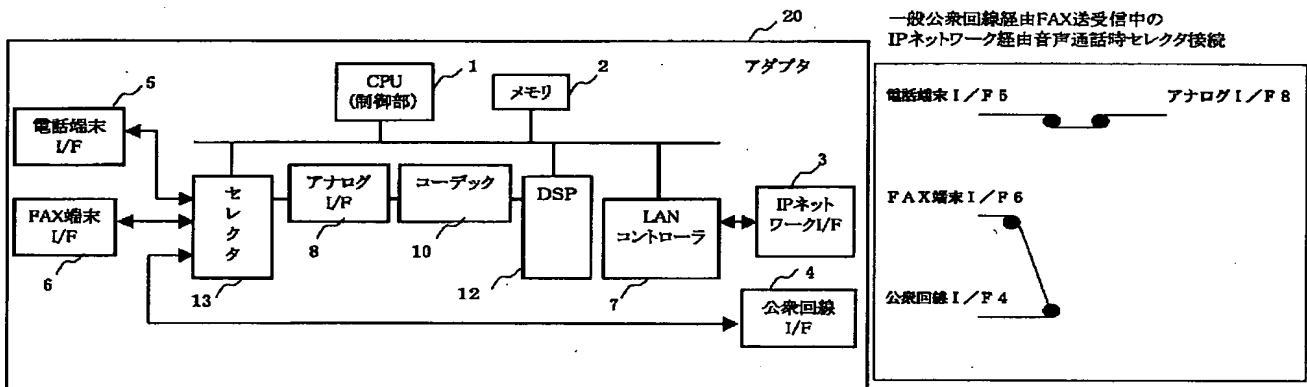 20
アダプタ
1
CPU
(制御部)
2
メモリ
5
電話端末
I/F
FAX端末
I/F
6
セレクタ
13
アナログ
I/F
8
コーデック
10
DSP
12
LAN
コントローラ
7
3
IPネット
ワークI/F
4
公衆回線
I/F
一般公衆回線経由FAX送受信中の
IPネットワーク経由音声通話時セレクタ接続
電話端末I/F5
アナログI/F8
FAX端末I/F6
公衆回線I/F4